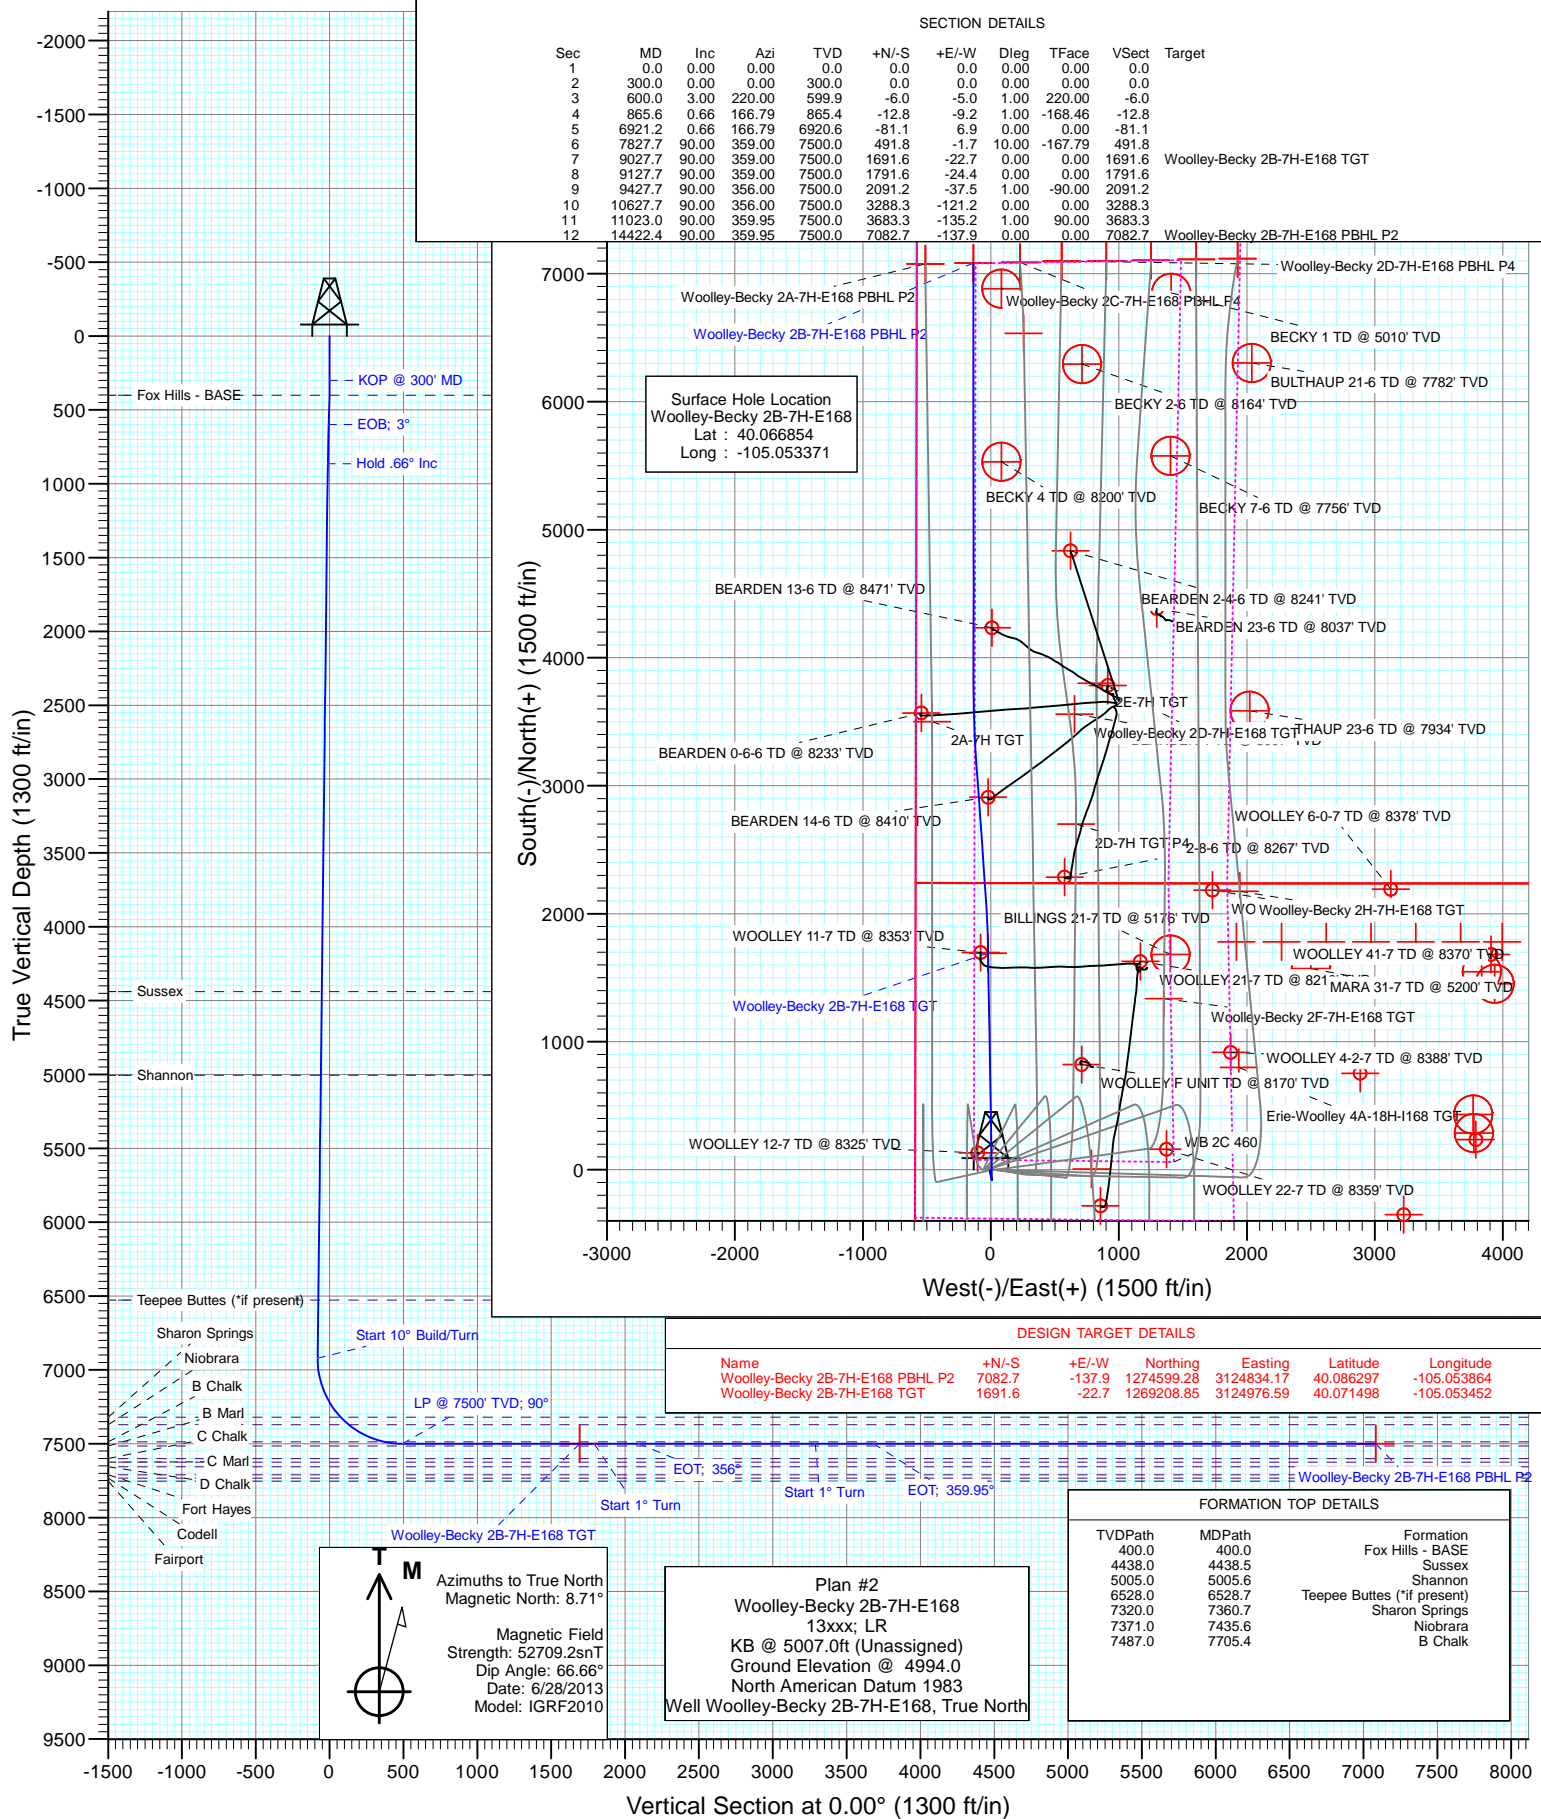 SECTION DETAILS
Sec MD Inc Azi TVD +N/-S +E/-W Dleg TFace VSect Target
1 0.0 0.00 0.00 0.0 0.0 0.0 0.00 0.00 0.0
2 300.0 0.00 0.00 300.0 0.0 0.0 0.00 0.00 0.0
3 600.0 3.00 220.00 599.9 -6.0 -5.0 1.00 220.00 -6.0
4 865.6 0.66 166.79 865.4 -12.8 -9.2 1.00 -168.46 -12.8
5 6921.2 0.66 166.79 6920.6 -81.1 6.9 0.00 0.00 -81.1
6 7827.7 90.00 359.00 7500.0 491.8 -1.7 10.00 -167.79 491.8
7 9027.7 90.00 359.00 7500.0 1691.6 -22.7 0.00 0.00 1691.6 Woolley-Becky 2B-7H-E168 TGT
8 9127.7 90.00 359.00 7500.0 1791.6 -24.4 0.00 0.00 1791.6
9 9427.7 90.00 356.00 7500.0 2091.2 -37.5 1.00 -90.00 2091.2
10 10627.7 90.00 356.00 7500.0 3288.3 -121.2 0.00 0.00 3288.3
11 11023.0 90.00 359.95 7500.0 3683.3 -135.2 1.00 90.00 3683.3
12 14422.4 90.00 359.95 7500.0 7082.7 -137.9 0.00 0.00 7082.7 Woolley-Becky 2B-7H-E168 PBHL P2
-2000
-1500
-1000
-500
0
500
1000
1500
2000
2500
3000
3500
4000
4500
5000
5500
6000
6500
7000
7500
8000
8500
9000
9500
True Vertical Depth (1300 ft/in)
KOP @ 300' MD
Fox Hills - BASE
EOB; 3°
Hold .66° Inc
Sussex
Shannon
Teepee Buttes (*if present)
Sharon Springs
Niobrara
B Chalk
B Marl
C Chalk
C Marl
D Chalk
Fort Hayes
Codell
Fairport
Start 10° Build/Turn
LP @ 7500' TVD; 90°
EOT; 356°
Start 1° Turn
Start 1° Turn
EOT; 359.95°
Woolley-Becky 2B-7H-E168 TGT
Woolley-Becky 2B-7H-E168 PBHL P2
-1500 -1000 -500 0 500 1000 1500 2000 2500 3000 3500 4000 4500 5000 5500 6000 6500 7000 7500 8000
Vertical Section at 0.00° (1300 ft/in)
South(-)/North(+) (1500 ft/in)
7000
6000
5000
4000
3000
2000
1000
0
-3000 -2000 -1000 0 1000 2000 3000 4000
West(-)/East(+) (1500 ft/in)
Surface Hole Location
Woolley-Becky 2B-7H-E168
Lat : 40.066854
Long : -105.053371
Woolley-Becky 2D-7H-E168 PBHL P4
Woolley-Becky 2A-7H-E168 PBHL P2
Woolley-Becky 2C-7H-E168 PBHL P4
Woolley-Becky 2B-7H-E168 PBHL P2
BECKY 1 TD @ 5010' TVD
BULTHAUP 21-6 TD @ 7782' TVD
BECKY 2-6 TD @ 8164' TVD
BECKY 4 TD @ 8200' TVD
BECKY 7-6 TD @ 7756' TVD
BEARDEN 13-6 TD @ 8471' TVD
BEARDEN 2-4-6 TD @ 8241' TVD
BEARDEN 23-6 TD @ 8037' TVD
2E-7H TGT
THAUP 23-6 TD @ 7934' TVD
Woolley-Becky 2D-7H-E168 TGT
2A-7H TGT
BEARDEN 0-6-6 TD @ 8233' TVD
BEARDEN 14-6 TD @ 8410' TVD
WOOLLEY 6-0-7 TD @ 8378' TVD
2D-7H TGT P4
2-8-6 TD @ 8267' TVD
WO
Woolley-Becky 2H-7H-E168 TGT
BILLINGS 21-7 TD @ 5176' TVD
WOOLLEY 11-7 TD @ 8353' TVD
WOOLLEY 41-7 TD @ 8370' TVD
WOOLLEY 21-7 TD @ 821
MARA 31-7 TD @ 5200' TVD
Woolley-Becky 2B-7H-E168 TGT
Woolley-Becky 2F-7H-E168 TGT
WOOLLEY 4-2-7 TD @ 8388' TVD
WOOLLEY F UNIT TD @ 8170' TVD
Erie-Woolley 4A-18H-I168 TGT
WOOLLEY 12-7 TD @ 8325' TVD
WB 2C 460
WOOLLEY 22-7 TD @ 8359' TVD
DESIGN TARGET DETAILS
Name +N/-S +E/-W Northing Easting Latitude Longitude
Woolley-Becky 2B-7H-E168 PBHL P2 7082.7 -137.9 1274599.28 3124834.17 40.086297 -105.053864
Woolley-Becky 2B-7H-E168 TGT 1691.6 -22.7 1269208.85 3124976.59 40.071498 -105.053452
FORMATION TOP DETAILS
TVDPath MDPath Formation
400.0 400.0 Fox Hills - BASE
4438.0 4438.5 Sussex
5005.0 5005.6 Shannon
6528.0 6528.7 Teepee Buttes (*if present)
7320.0 7360.7 Sharon Springs
7371.0 7435.6 Niobrara
7487.0 7705.4 B Chalk
T M
Azimuths to True North
Magnetic North: 8.71°
Magnetic Field
Strength: 52709.2snT
Dip Angle: 66.66°
Date: 6/28/2013
Model: IGRF2010
Plan #2
Woolley-Becky 2B-7H-E168
13xxx; LR
KB @ 5007.0ft (Unassigned)
Ground Elevation @ 4994.0
North American Datum 1983
Well Woolley-Becky 2B-7H-E168, True North